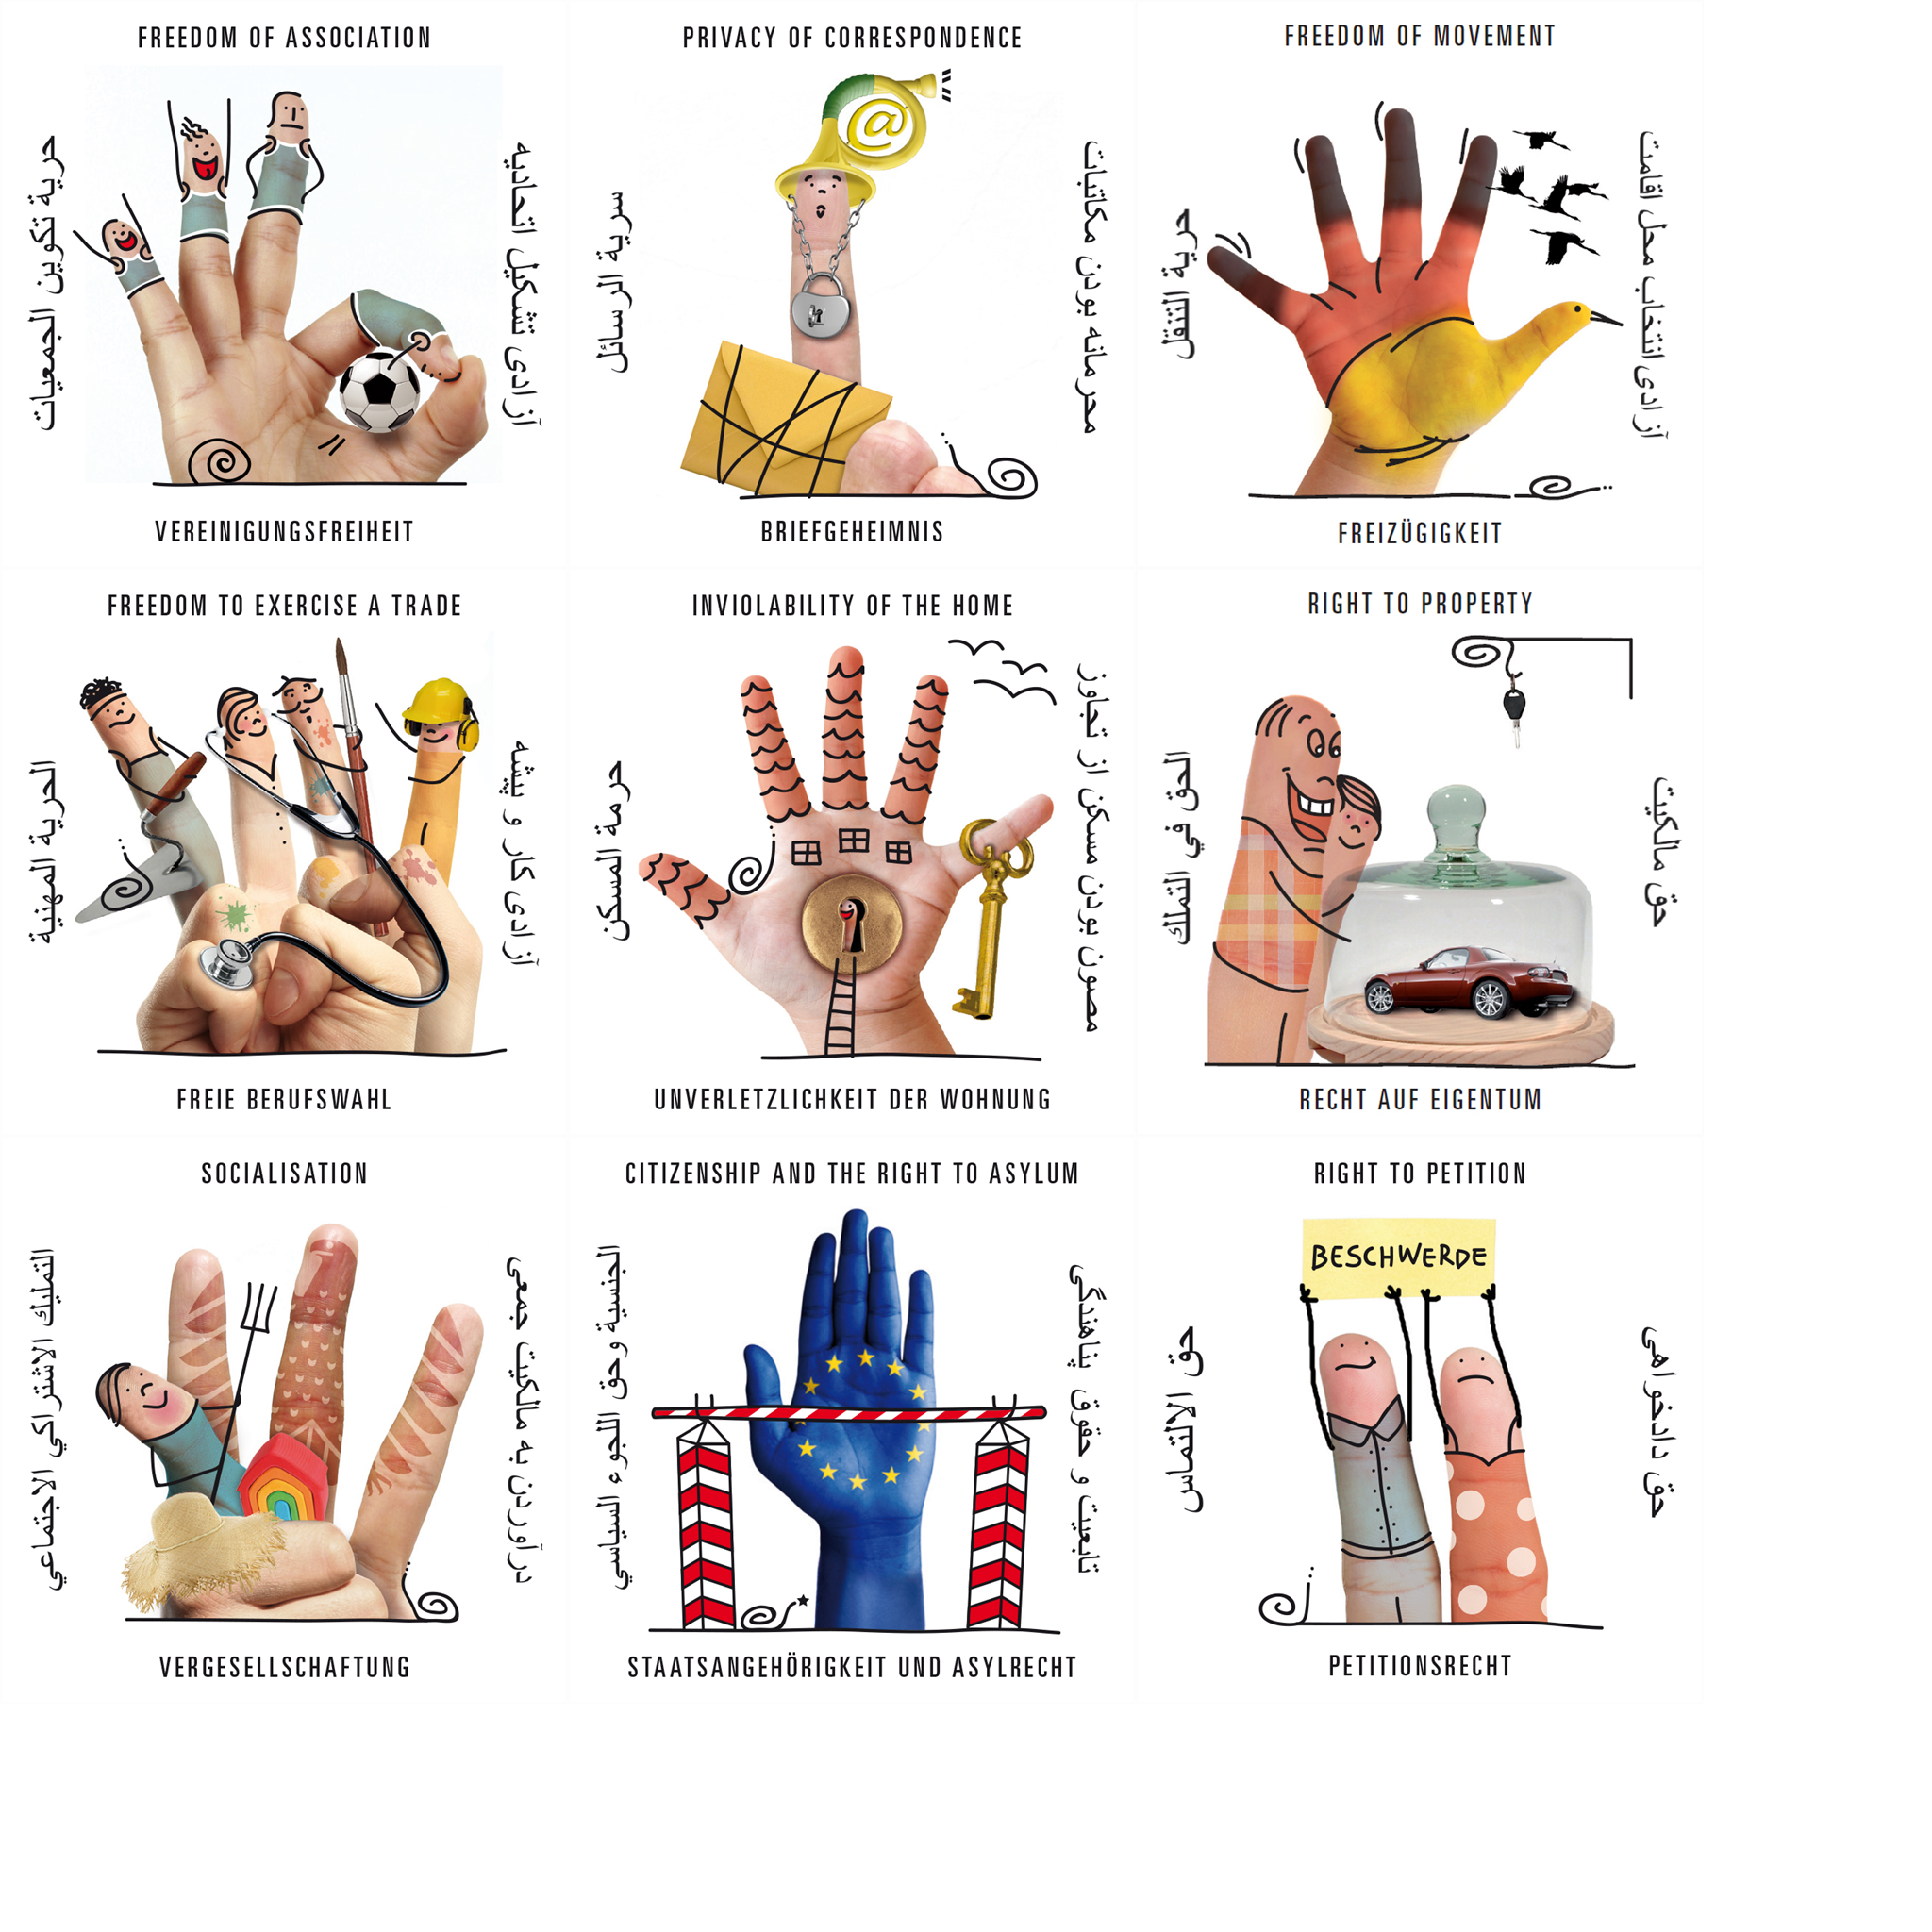 FREEDOM OF ASSOCIATION
حرية تكوين الجمعيات
آزادی تشکیل اتحادیه
VEREINIGUNGSFREIHEIT
PRIVACY OF CORRESPONDENCE
@
سرية الرسائل
محرمانه بودن مکاتبات
BRIEFGEHEIMNIS
FREEDOM OF MOVEMENT
حرية التنقل
آزادی انتخاب محل اقامت
FREIZÜGIGKEIT
FREEDOM TO EXERCISE A TRADE
الحرية المهنية
آزادی کار و پیشه
FREIE BERUFSWAHL
INVIOLABILITY OF THE HOME
حرمة المسكن
مصون بودن مسکن از تجاوز
UNVERLETZLICHKEIT DER WOHNUNG
RIGHT TO PROPERTY
الحق في التملك
حق مالکیت
RECHT AUF EIGENTUM
SOCIALISATION
التمليك الاشتراكي الاجتماعي
درآوردن به مالکیت جمعی
VERGESELLSCHAFTUNG
CITIZENSHIP AND THE RIGHT TO ASYLUM
الجنسية وحق اللجوء السياسي
تابعیت و حقوق پناهندگی
STAATSANGEHÖRIGKEIT UND ASYLRECHT
RIGHT TO PETITION
BESCHWERDE
حق الالتماس
حق دادخواهی
PETITIONSRECHT